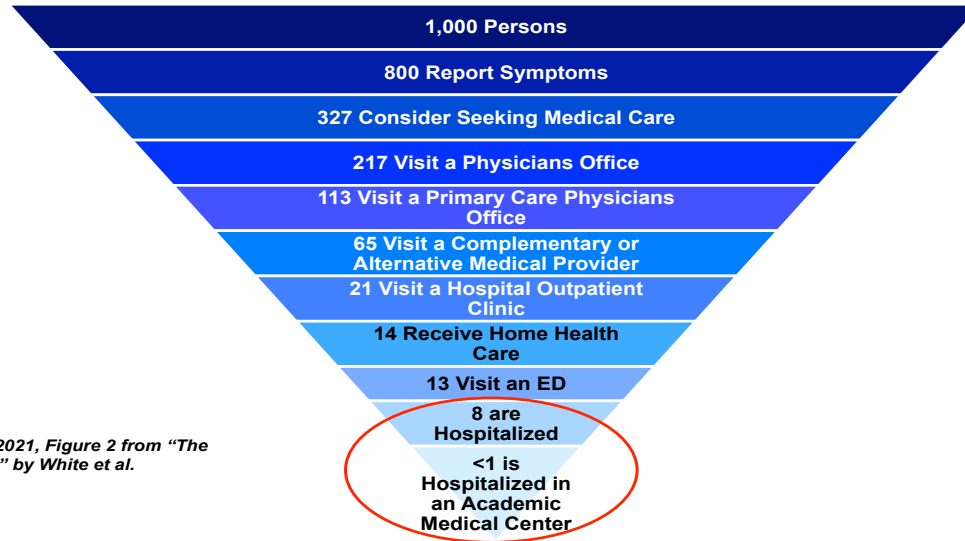 1,000 Persons
800 Report Symptoms
327 Consider Seeking Medical Care
217 Visit a Physicians Office
113 Visit a Primary Care Physicians
Office
65 Visit a Complementary or
Alternative Medical Provider
21 Visit a Hospital Outpatient
Clinic
14 Receive Home Health
Care
13 Visit an ED
8 are
Hospitalized
<1 is
Hospitalized in
an Academic
Medical Center
2021, Figure 2 from “The
” by White et al.